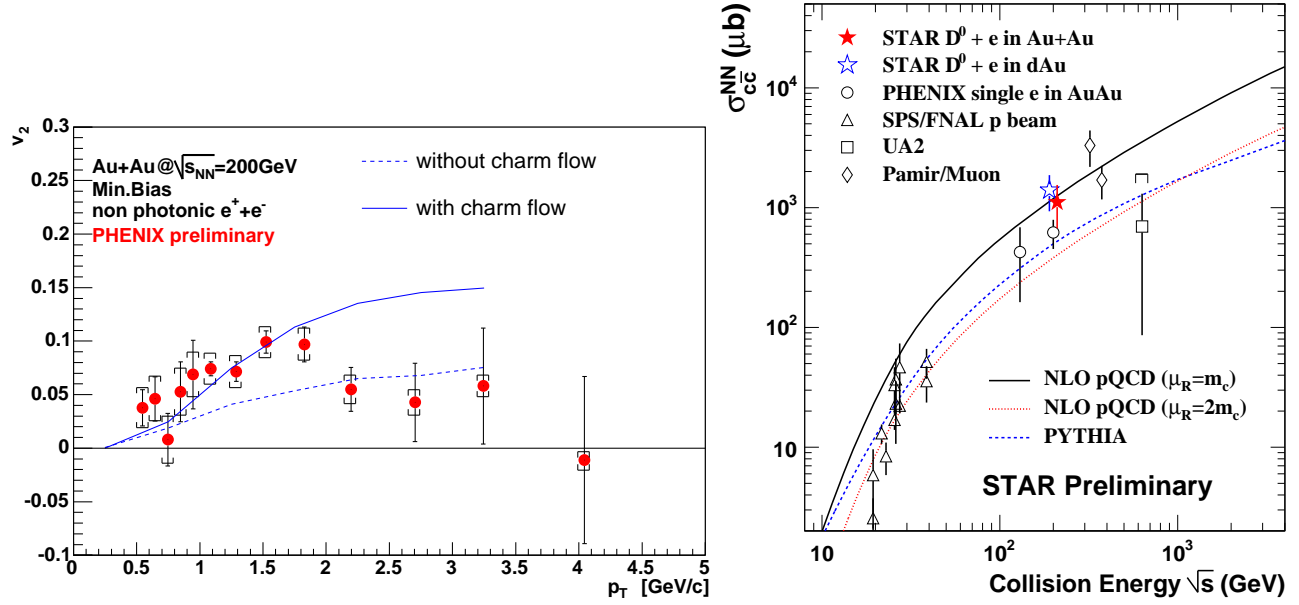 v2
0.3
0.25
0.2
0.15
0.1
0.05
0
-0.05
-0.1
Au+Au@√sNN=200GeV
Min.Bias
non photonic e⁺+e⁻
PHENIX preliminary
without charm flow
with charm flow
0 0.5 1 1.5 2 2.5 3 3.5 4 4.5 5
pT [GeV/c]
σcc̄NN (μb)
10⁴
10³
10²
10
STAR D⁰ + e in Au+Au
STAR D⁰ + e in dAu
PHENIX single e in AuAu
SPS/FNAL p beam
UA2
Pamir/Muon
NLO pQCD (μR=mc)
NLO pQCD (μR=2mc)
PYTHIA
STAR Preliminary
10 10² 10³
Collision Energy √s (GeV)